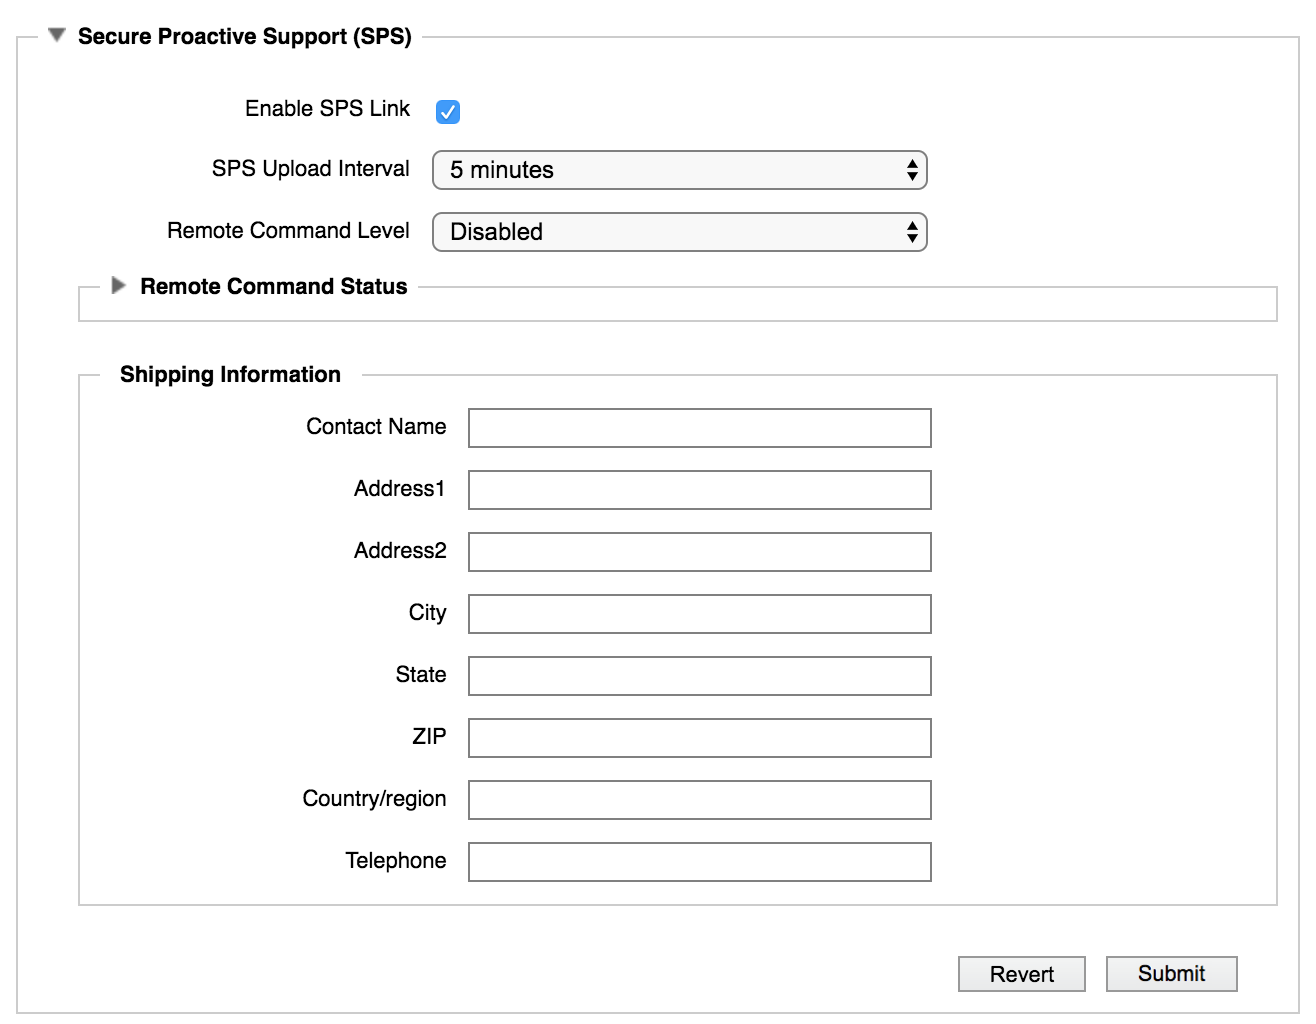 Secure Proactive Support (SPS)
Enable SPS Link
SPS Upload Interval 5 minutes
Remote Command Level Disabled
Remote Command Status
Shipping Information
Contact Name
Address1
Address2
City
State
ZIP
Country/region
Telephone
Revert Submit